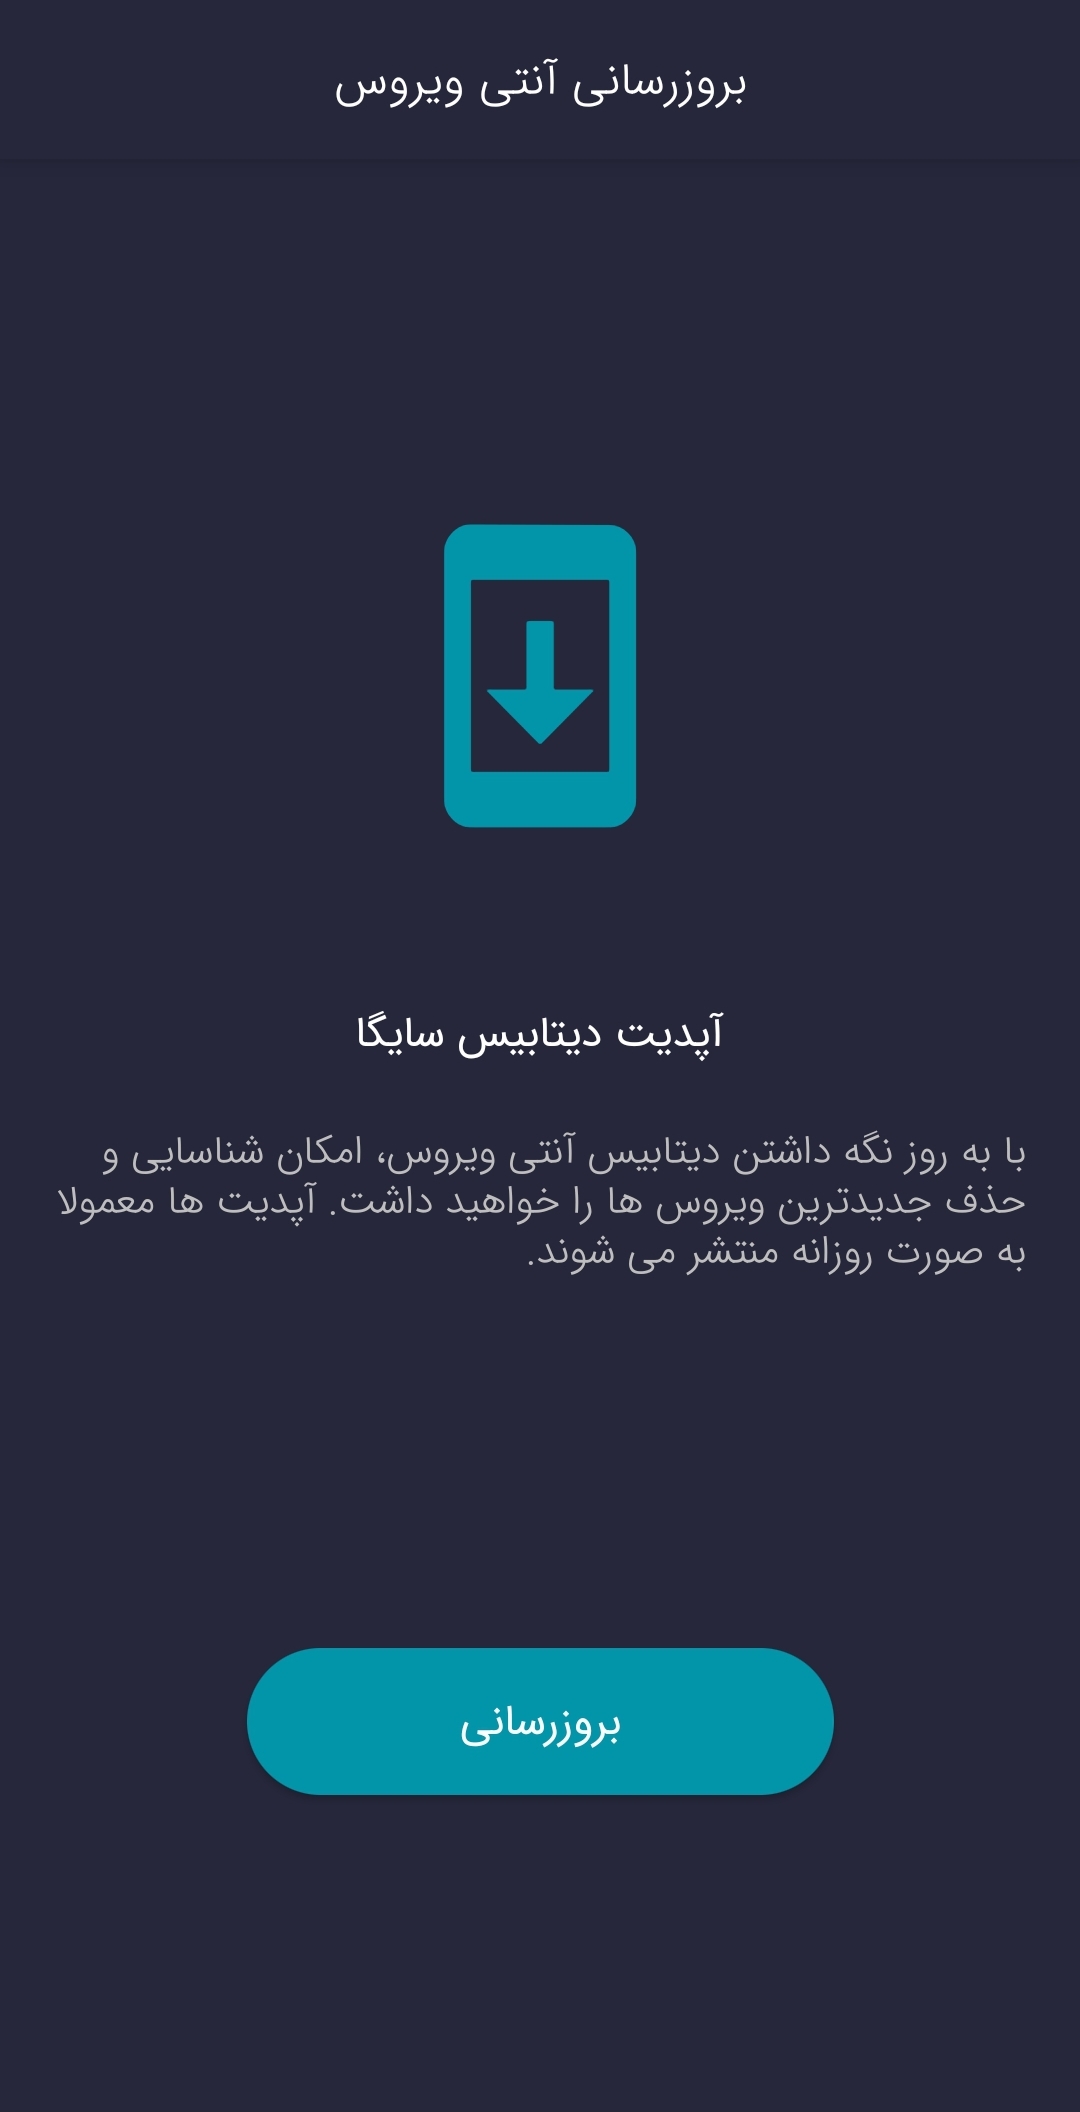 بروزرسانی آنتی ویروس
آپدیت دیتابیس سایگا
با به روز نگه داشتن دیتابیس آنتی ویروس، امکان شناسایی و
حذف جدیدترین ویروس ها را خواهید داشت. آپدیت ها معمولا
به صورت روزانه منتشر می شوند.
بروزرسانی